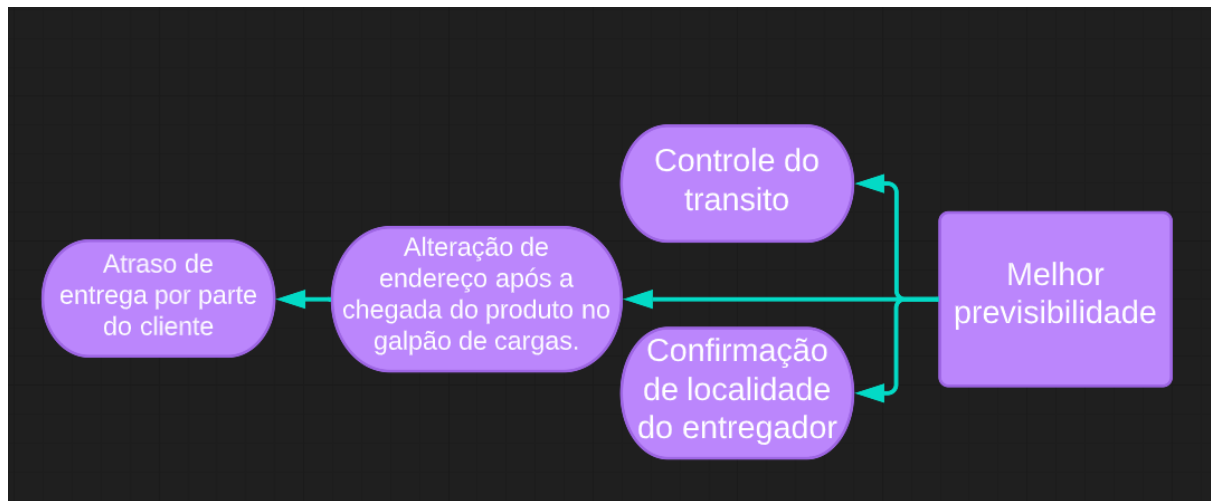 Controle do
transito
Melhor
previsibilidade
Alteração de
endereço após a
chegada do produto no
galpão de cargas.
Atraso de
entrega por parte
do cliente
Confirmação
de localidade
do entregador